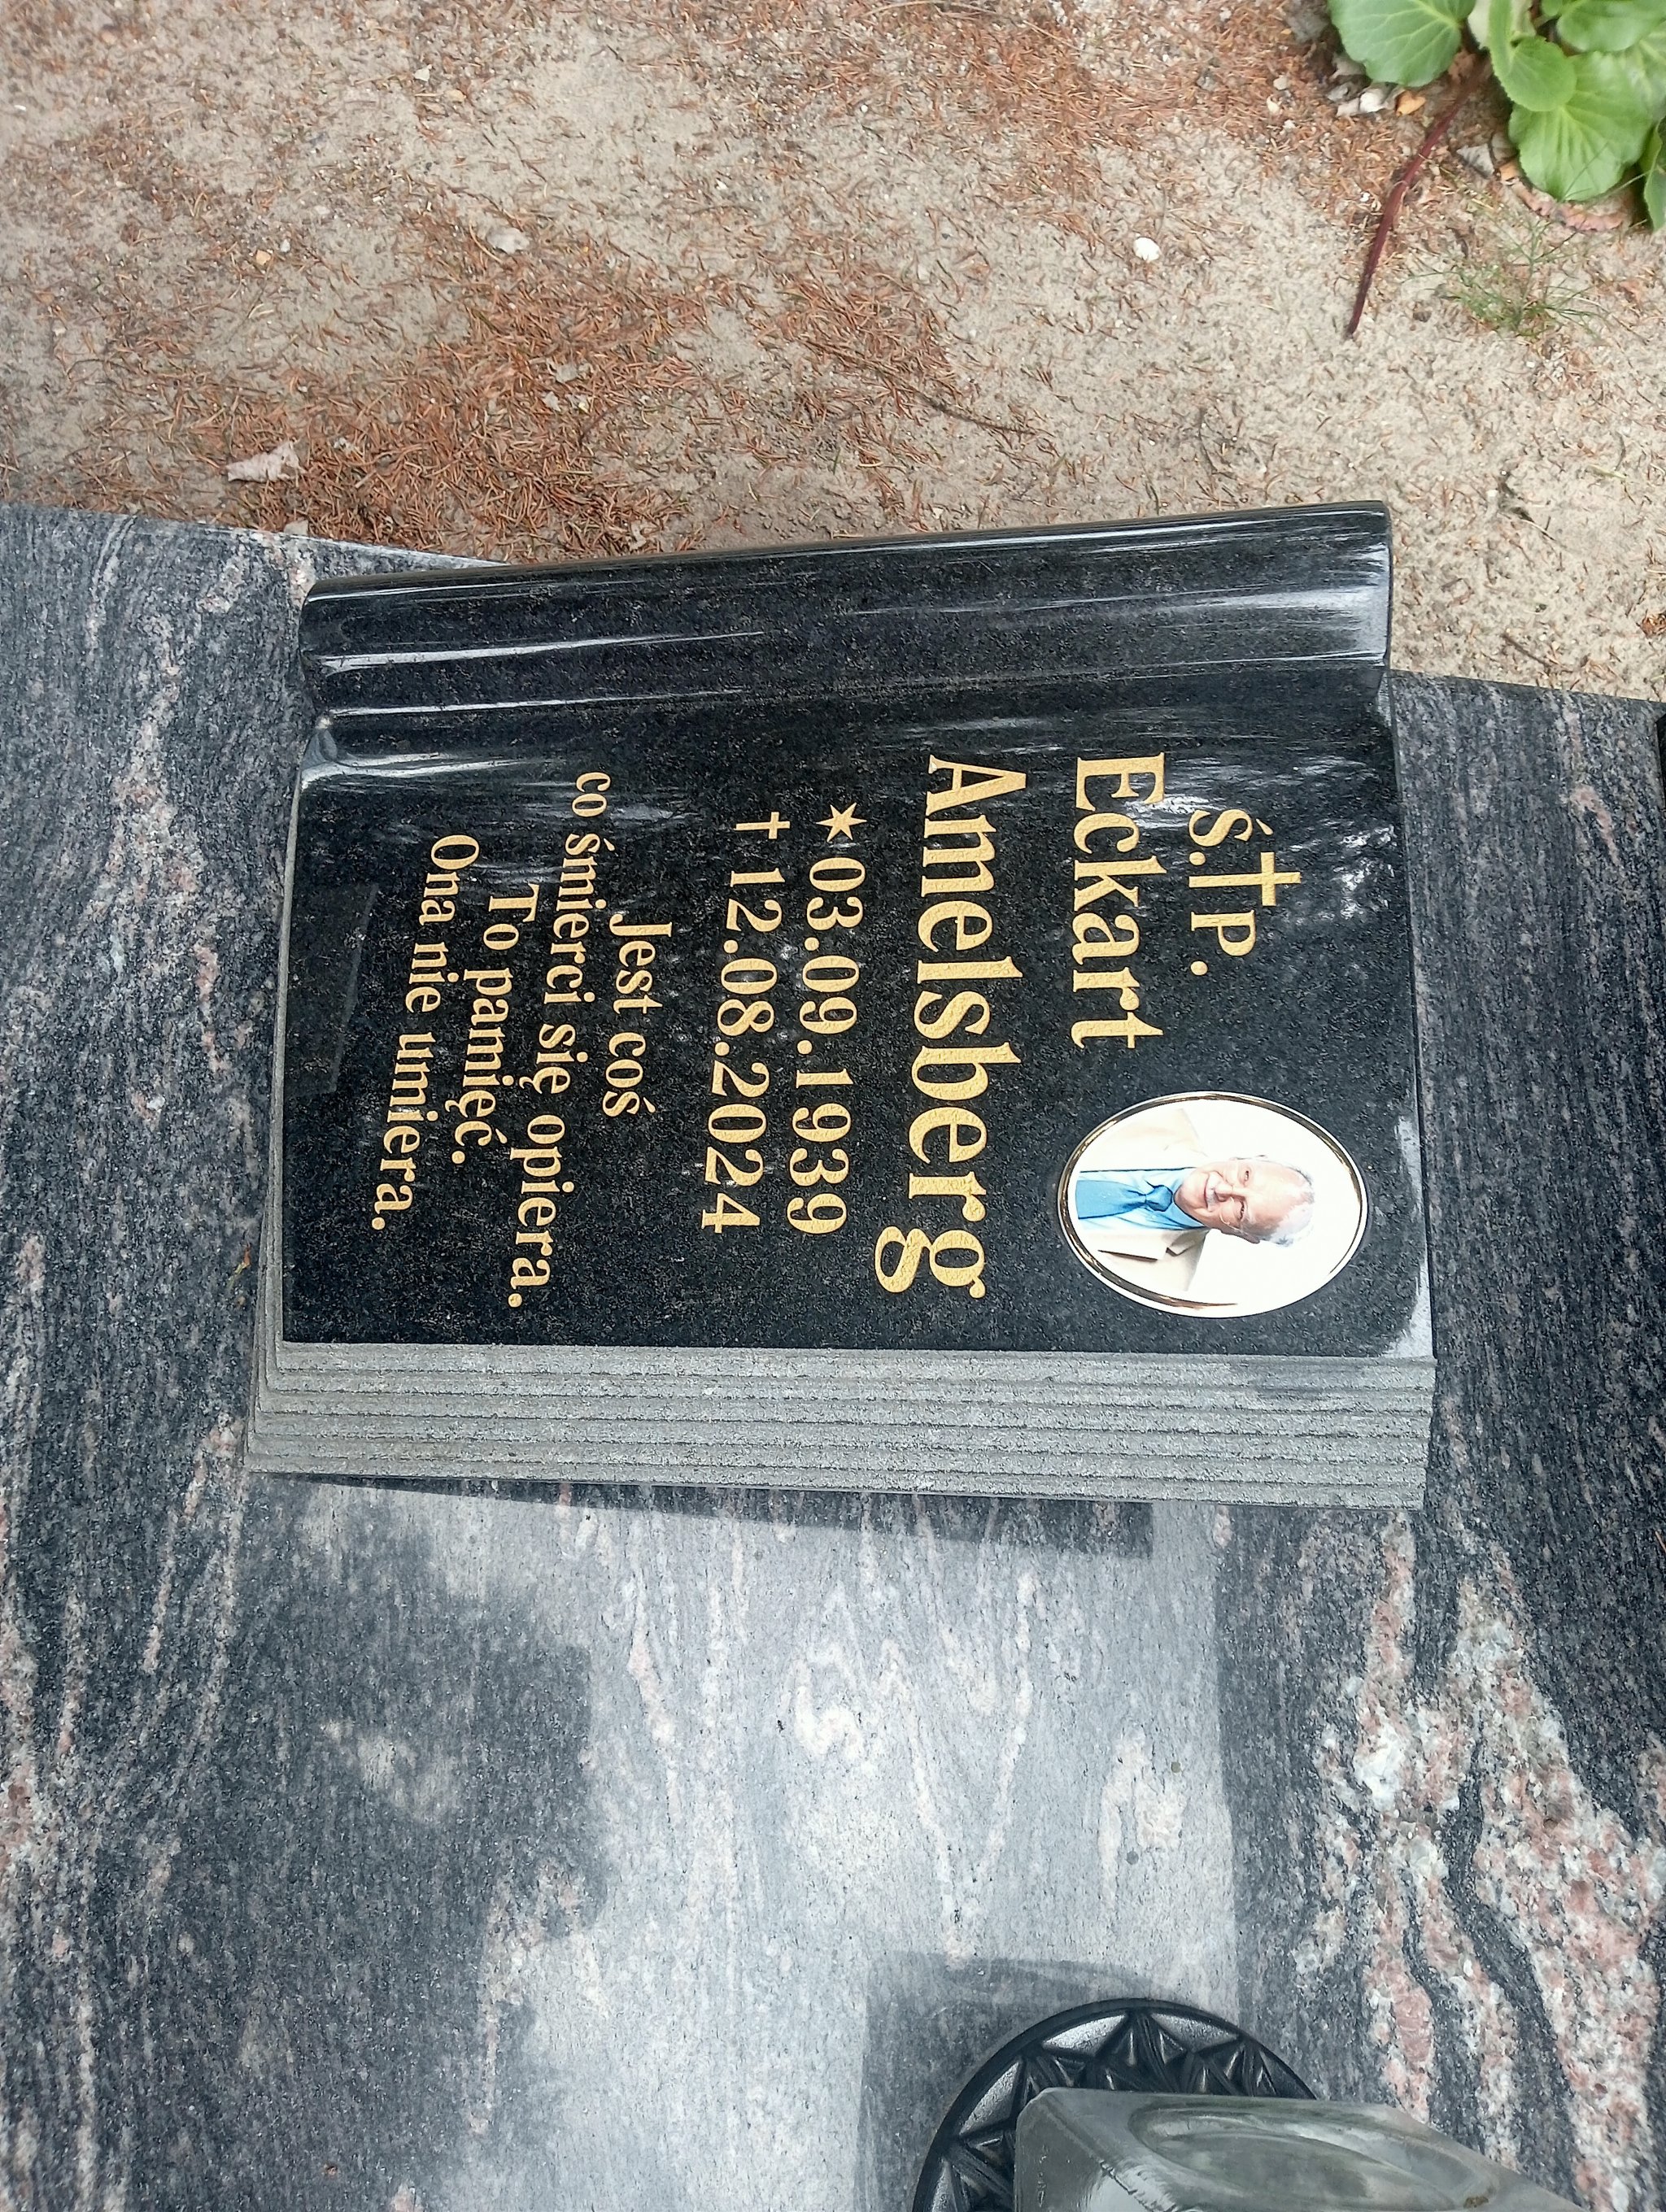 Ś.†P.
Eckart
Amelsberg
★03.09.1939
†12.08.2024
Jest coś
co śmierci się opiera.
To pamięć.
Ona nie umiera.